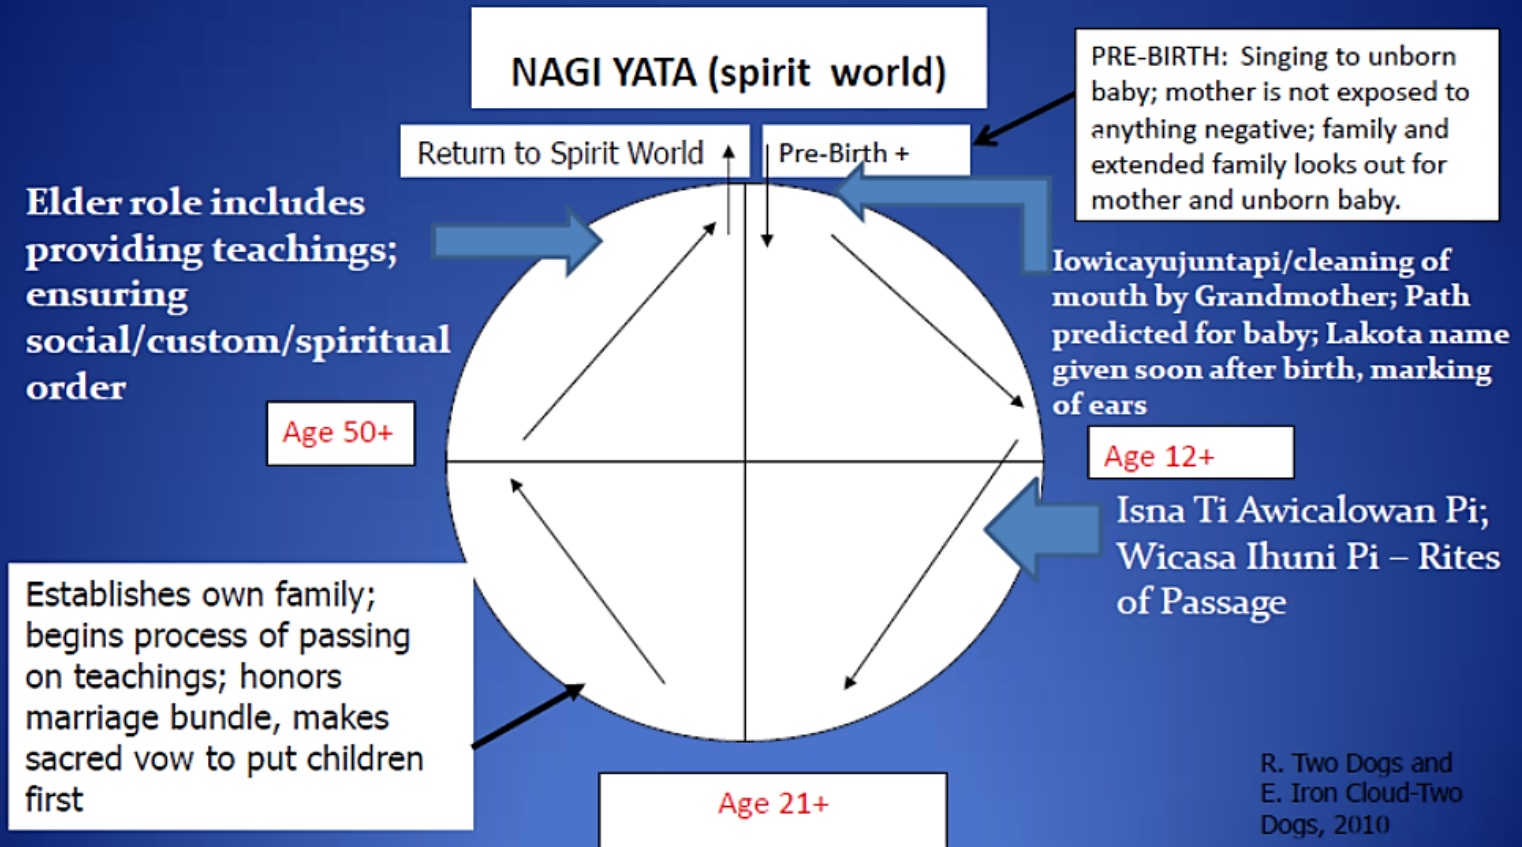 NAGI YATA (spirit world)
Return to Spirit World
Pre-Birth +
PRE-BIRTH: Singing to unborn
baby; mother is not exposed to
anything negative; family and
extended family looks out for
mother and unborn baby.
Elder role includes
providing teachings;
ensuring
social/custom/spiritual
order
Iowicayujuntapi/cleaning of
mouth by Grandmother; Path
predicted for baby; Lakota name
given soon after birth, marking
of ears
Age 50+
Age 12+
Isna Ti Awicalowan Pi;
Wicasa Ihuni Pi – Rites
of Passage
Establishes own family;
begins process of passing
on teachings; honors
marriage bundle, makes
sacred vow to put children
first
Age 21+
R. Two Dogs and
E. Iron Cloud-Two
Dogs, 2010